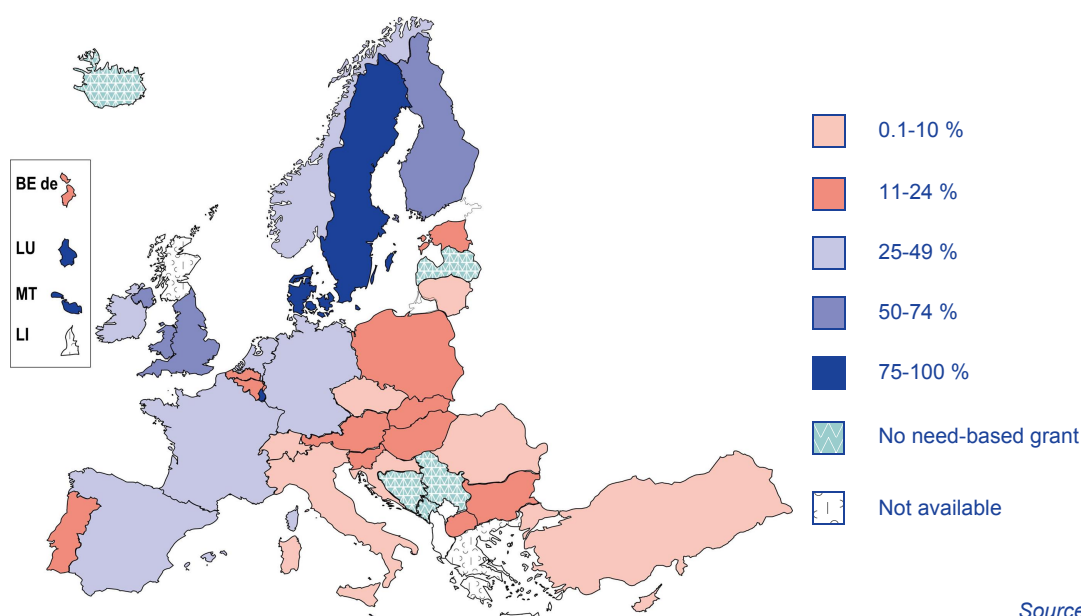 BE de
LU
MT
LI
0.1-10 %
11-24 %
25-49 %
50-74 %
75-100 %
No need-based grant
Not available
Source